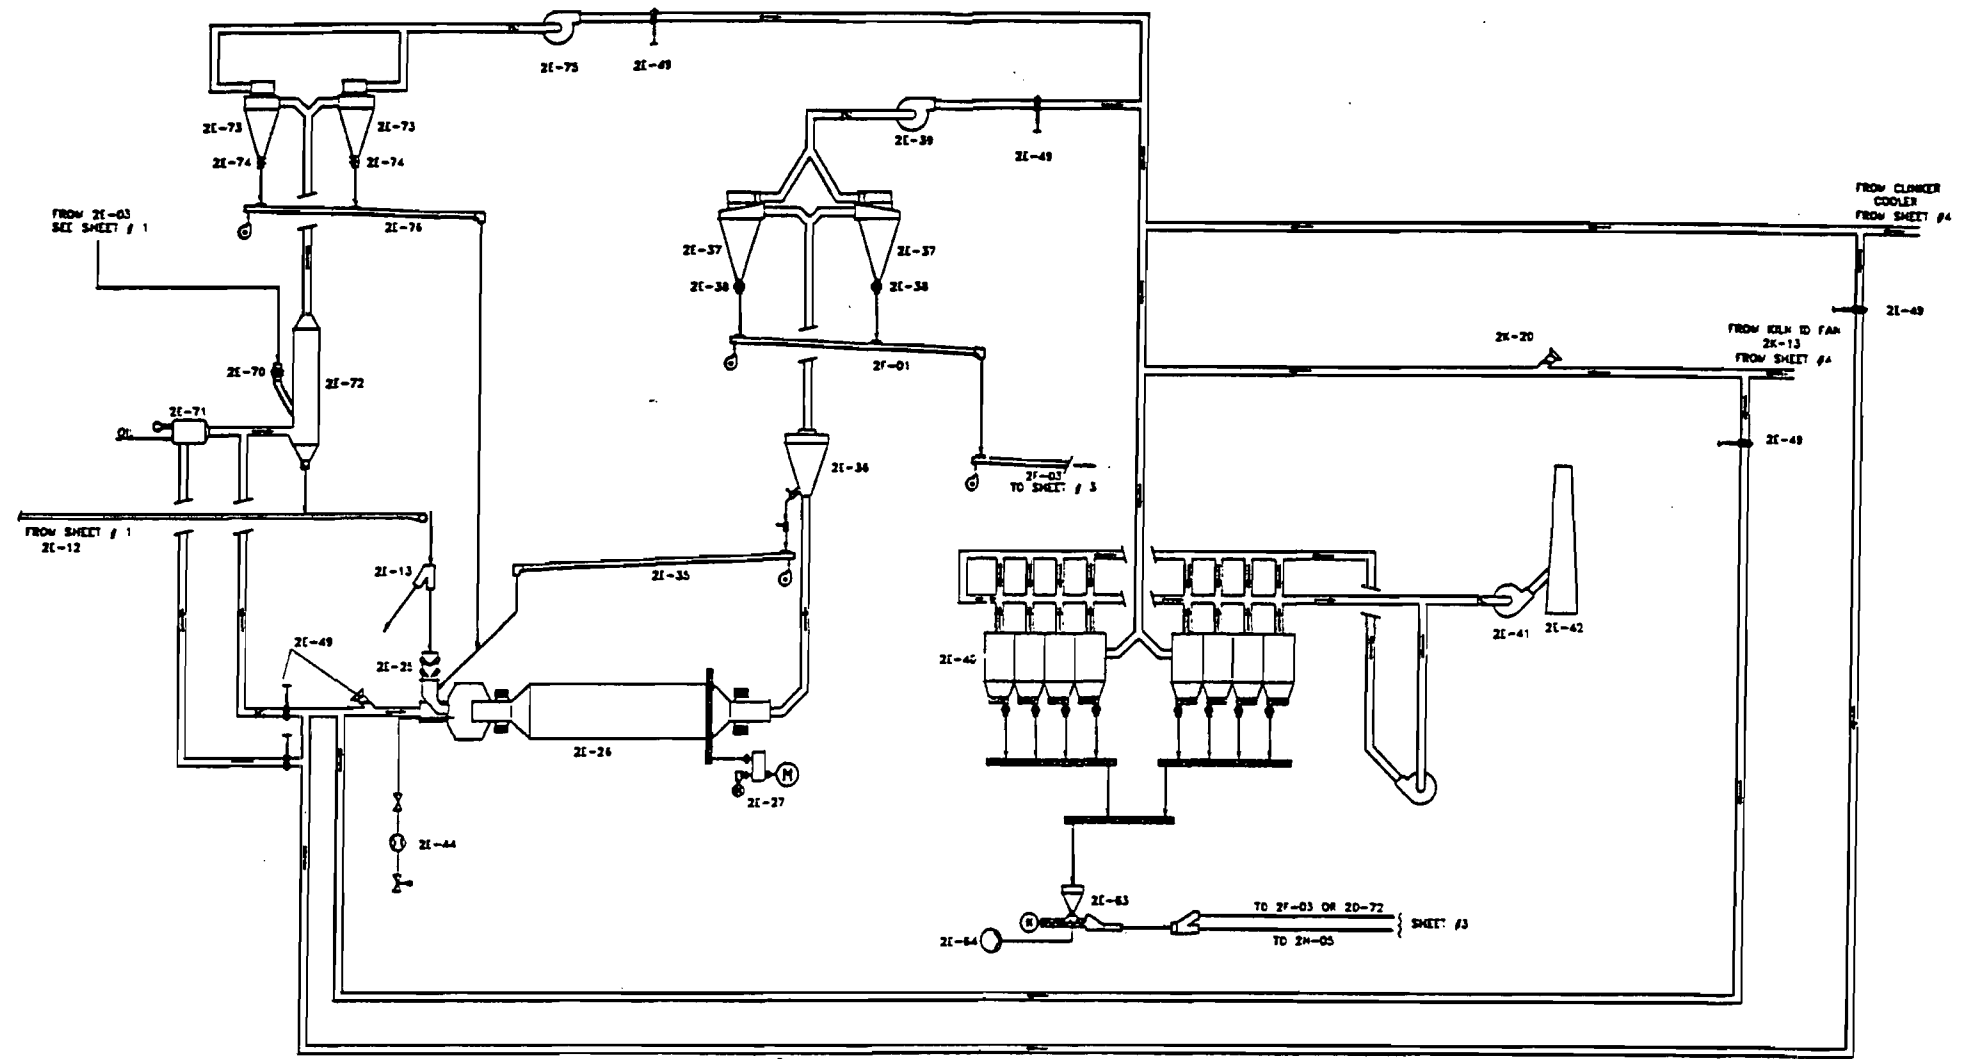 2E-75
2E-49
2E-73
2E-73
2E-74
2E-74
2E-76
2E-39
2E-49
FROM 2E-03
SEE SHEET # 1
2E-37
2E-37
2E-38
2E-38
2F-01
FROM CLINKER
COOLER
FROM SHEET #4
2E-49
FROM KILN ID FAN
2K-13
FROM SHEET #4
2K-20
2E-49
2E-70
2E-72
2E-71
OIL
2E-36
2F-03
TO SHEET # 3
FROM SHEET # 1
2E-12
2E-13
2E-35
2E-49
2E-25
2E-26
M
2E-27
2E-44
2E-40
2E-41
2E-42
2E-63
2E-64
TO 2F-03 OR 2D-72
TO 2H-05
SHEET #3